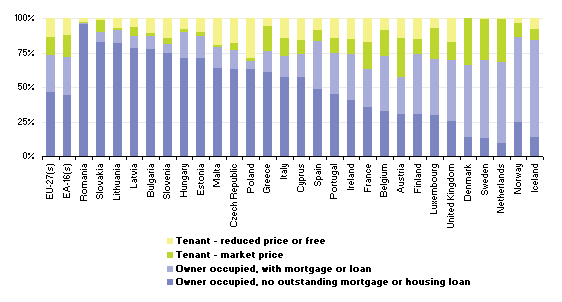 100%
75%
50%
25%
0%
EU-27(s)
EA-16(s)
Romania
Slovakia
Lithuania
Latvia
Bulgaria
Slovenia
Hungary
Estonia
Malta
Czech Republic
Poland
Greece
Italy
Cyprus
Spain
Portugal
Ireland
France
Belgium
Austria
Finland
Luxembourg
United Kingdom
Denmark
Sweden
Netherlands
Norway
Iceland
Tenant - reduced price or free
Tenant - market price
Owner occupied, with mortgage or loan
Owner occupied, no outstanding mortgage or housing loan